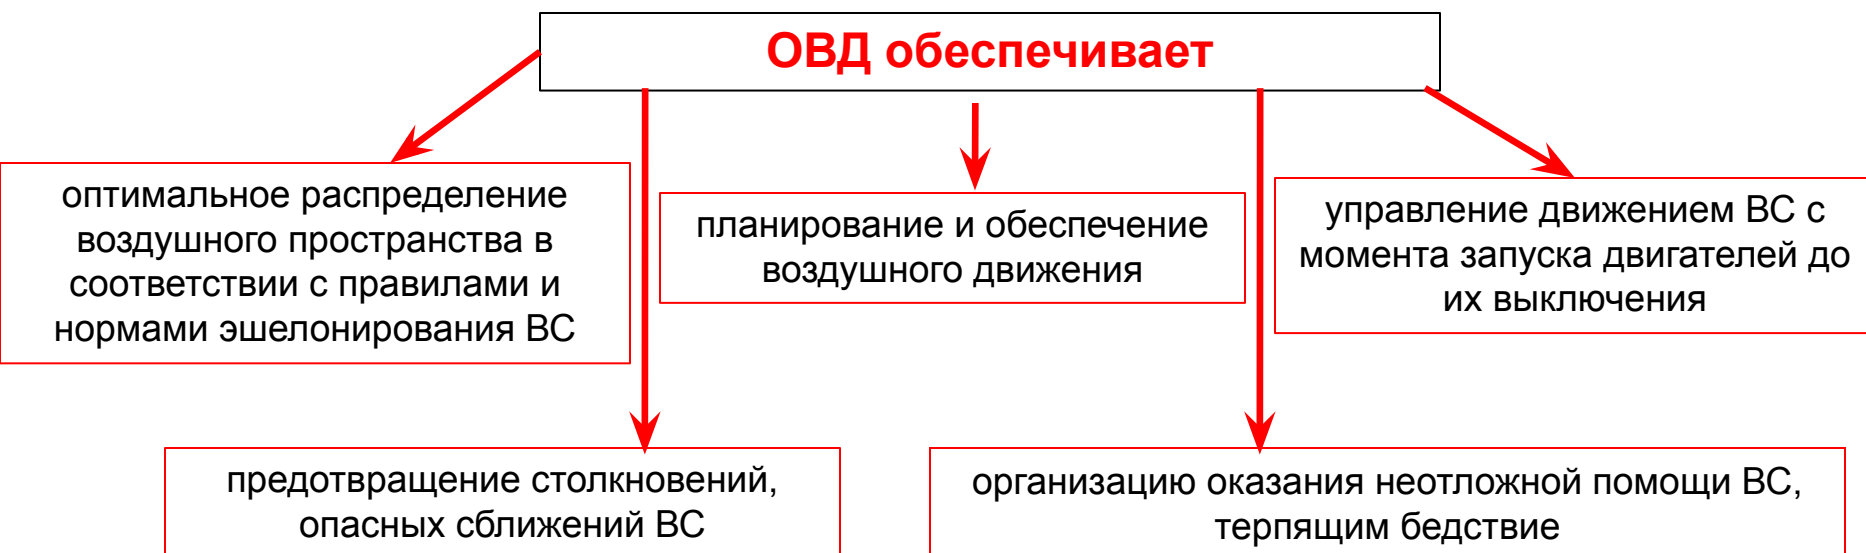 ОВД обеспечивает
оптимальное распределение
воздушного пространства в
соответствии с правилами и
нормами эшелонирования ВС
планирование и обеспечение
воздушного движения
управление движением ВС с
момента запуска двигателей до
их выключения
предотвращение столкновений,
опасных сближений ВС
организацию оказания неотложной помощи ВС,
терпящим бедствие